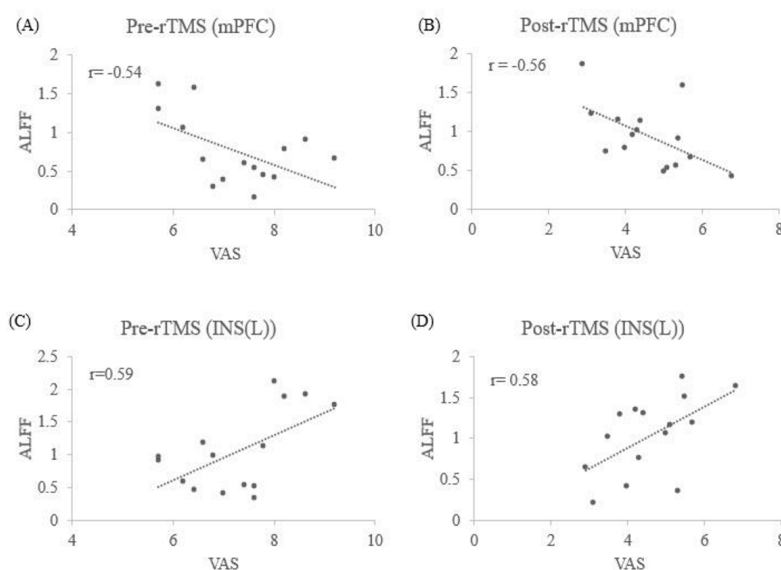 (A)
Pre-rTMS (mPFC)
r= -0.54
ALFF
2
1.5
1
0.5
0
4
6
8
10
VAS
(B)
Post-rTMS (mPFC)
r = -0.56
ALFF
2
1.5
1
0.5
0
0
2
4
6
8
VAS
(C)
Pre-rTMS (INS(L))
r=0.59
ALFF
2.5
2
1.5
1
0.5
0
4
6
8
10
VAS
(D)
Post-rTMS (INS(L))
r= 0.58
ALFF
2
1.5
1
0.5
0
0
2
4
6
8
VAS